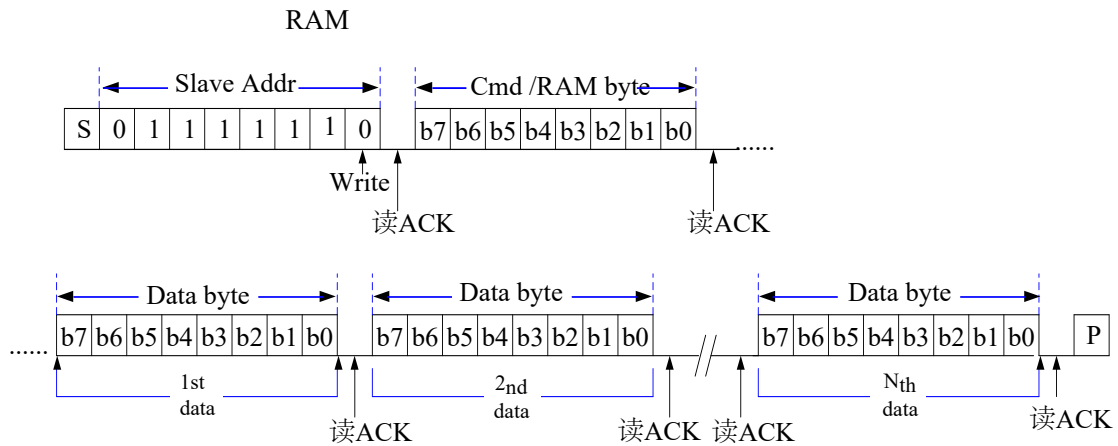 RAM
Slave Addr Cmd /RAM byte
S 0 1 1 1 1 1 1 0 b7 b6 b5 b4 b3 b2 b1 b0 ......
Write
读ACK 读ACK
Data byte Data byte Data byte
...... b7 b6 b5 b4 b3 b2 b1 b0 b7 b6 b5 b4 b3 b2 b1 b0 // b7 b6 b5 b4 b3 b2 b1 b0 P
1st 2nd Nth
data data data
读ACK 读ACK 读ACK 读ACK